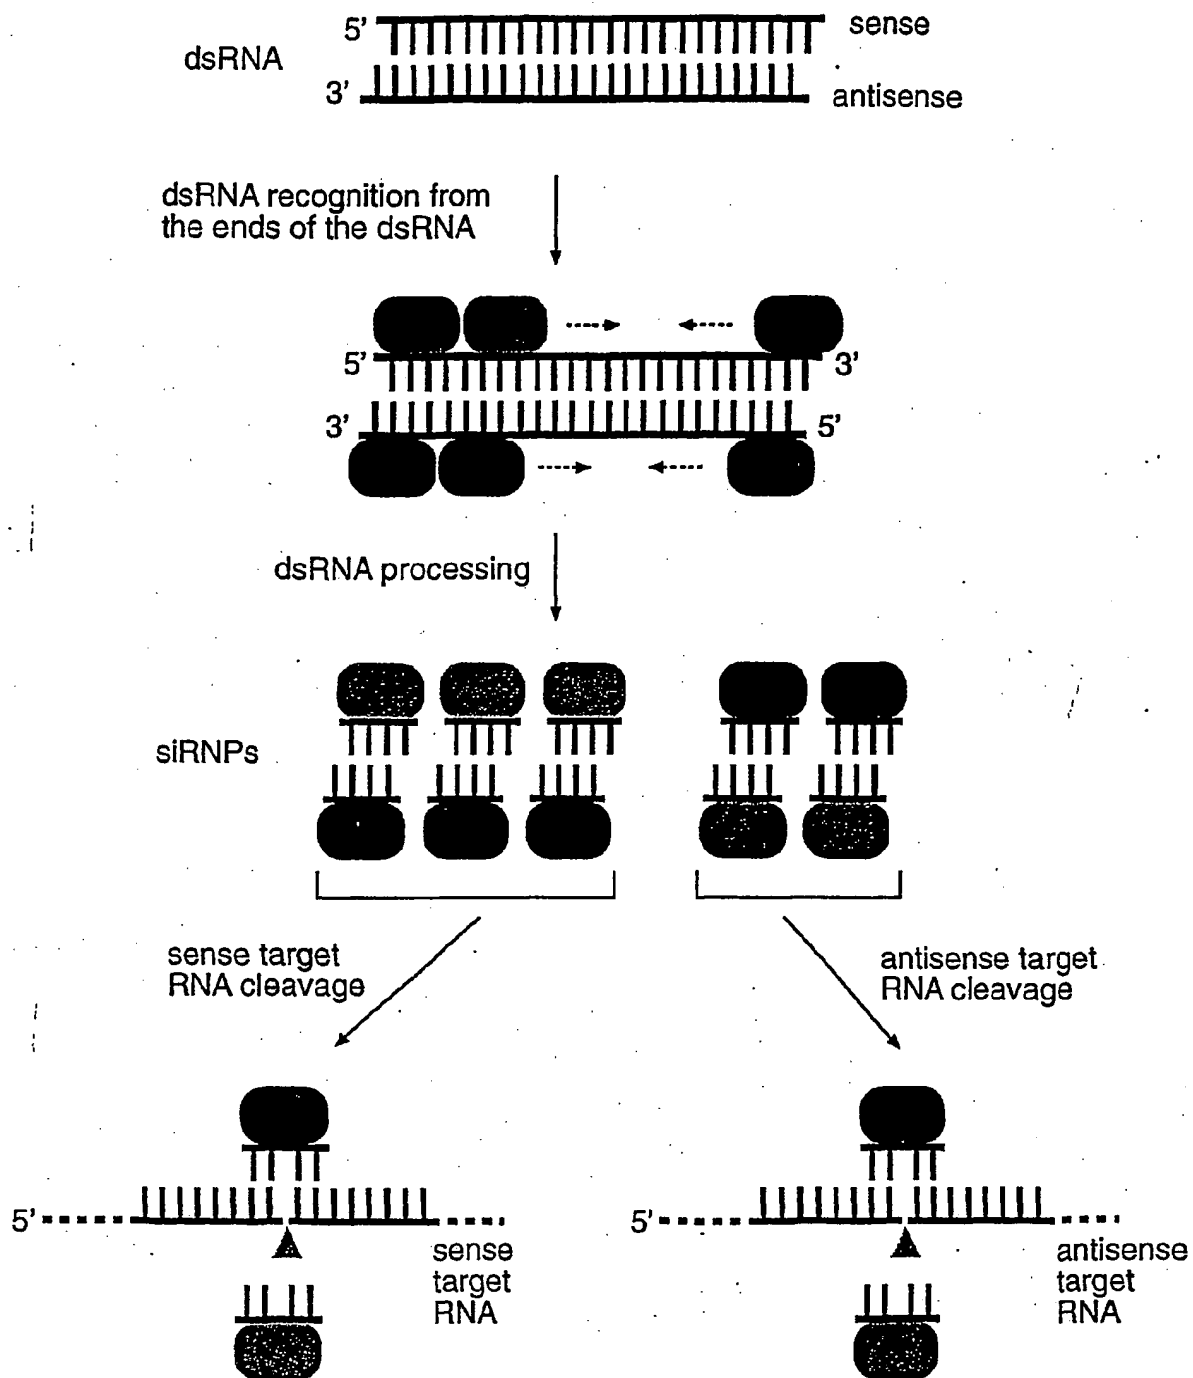 5'
sense
dsRNA
3'
antisense
dsRNA recognition from
the ends of the dsRNA
5'
3'
3'
5'
dsRNA processing
siRNPs
sense target
RNA cleavage
antisense target
RNA cleavage
5'
sense
target
RNA
5'
antisense
target
RNA